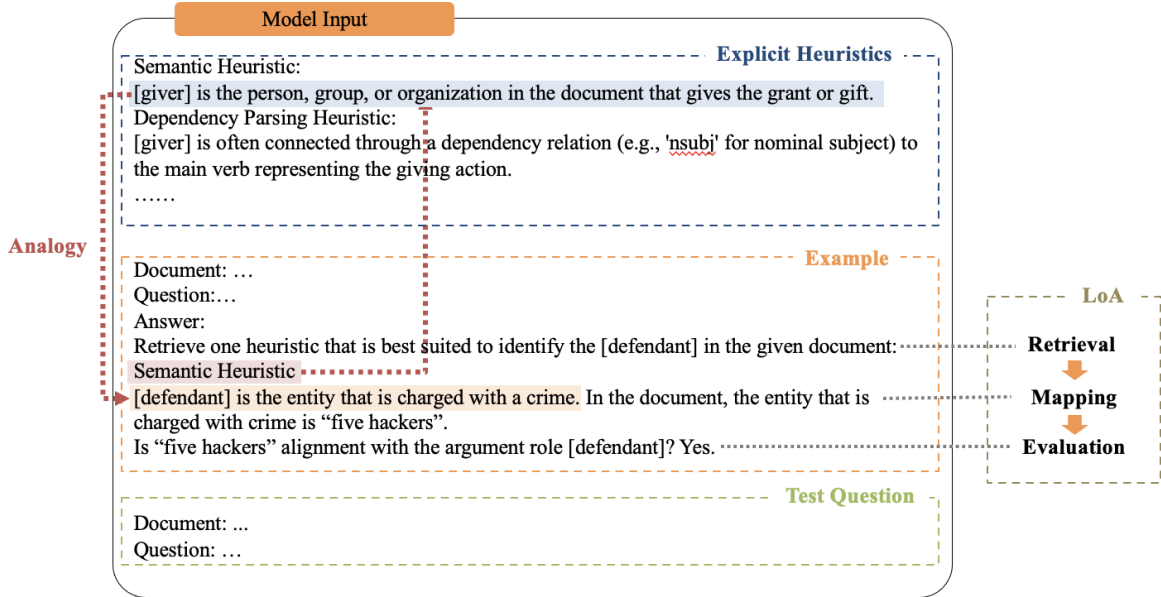 Model Input
Explicit Heuristics
Semantic Heuristic:
[giver] is the person, group, or organization in the document that gives the grant or gift.
Dependency Parsing Heuristic:
[giver] is often connected through a dependency relation (e.g., 'nsubj' for nominal subject) to
the main verb representing the giving action.
……
Analogy
Example
Document: …
Question:…
Answer:
Retrieve one heuristic that is best suited to identify the [defendant] in the given document:
Semantic Heuristic
[defendant] is the entity that is charged with a crime. In the document, the entity that is
charged with crime is “five hackers”.
Is “five hackers” alignment with the argument role [defendant]? Yes.
LoA
Retrieval
Mapping
Evaluation
Test Question
Document: ...
Question: …